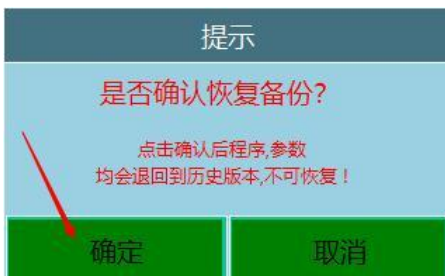 提示
是否确认恢复备份?
点击确认后程序,参数
均会退回到历史版本,不可恢复！
确定
取消